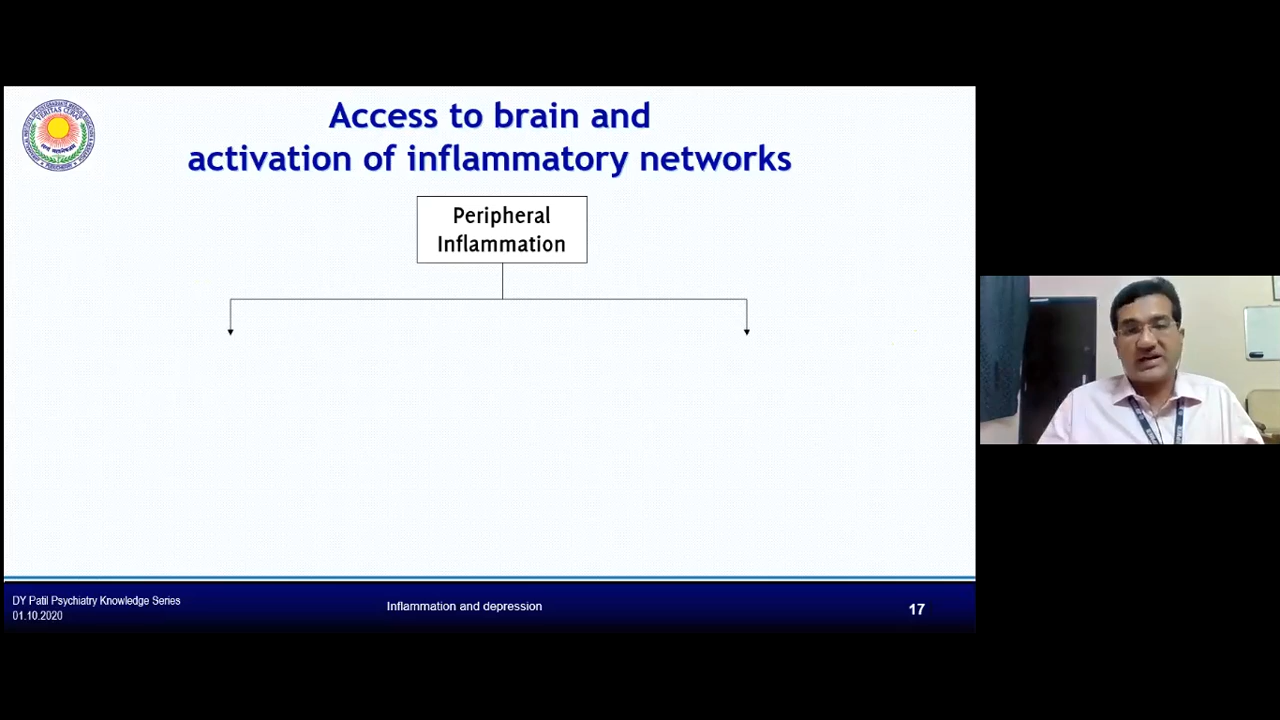 Access to brain and
activation of inflammatory networks
Peripheral
Inflammation
DY Patil Psychiatry Knowledge Series
01.10.2020
Inflammation and depression
17